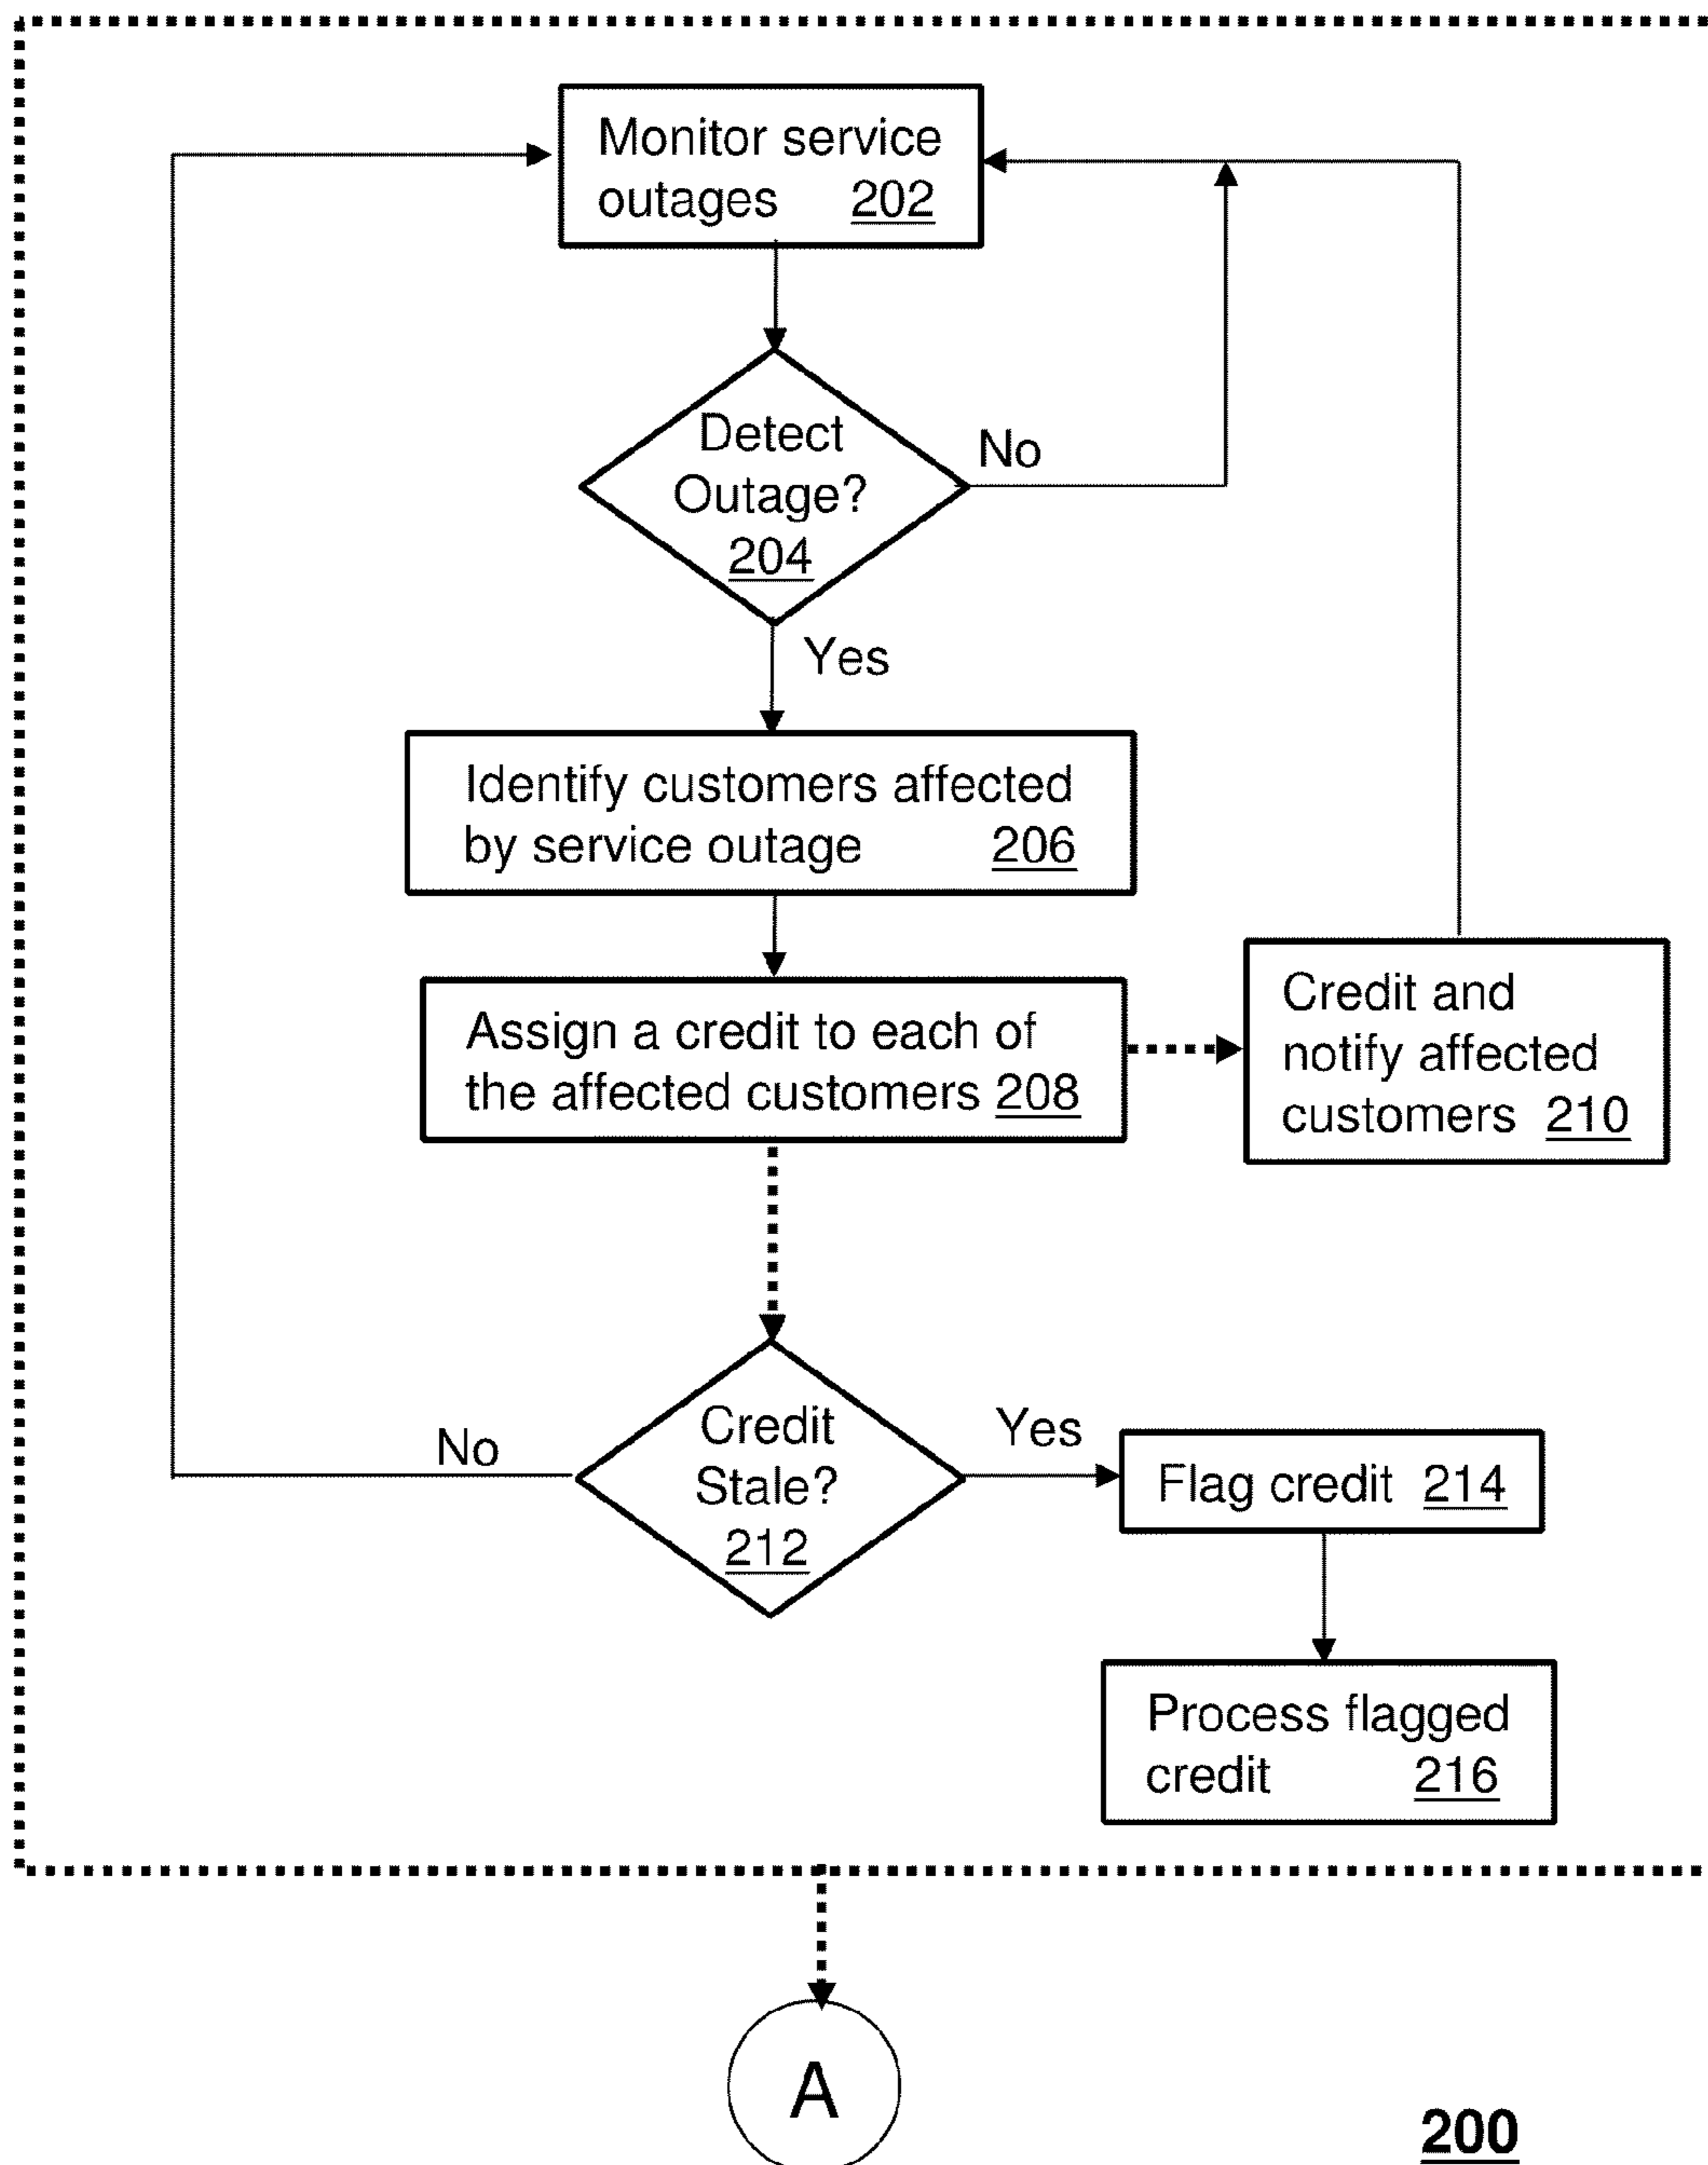 Monitor service
outages 202
Detect
Outage?
204
No
Yes
Identify customers affected
by service outage 206
Assign a credit to each of
the affected customers 208
Credit and
notify affected
customers 210
Credit
Stale?
212
No
Yes
Flag credit 214
Process flagged
credit 216
A
200